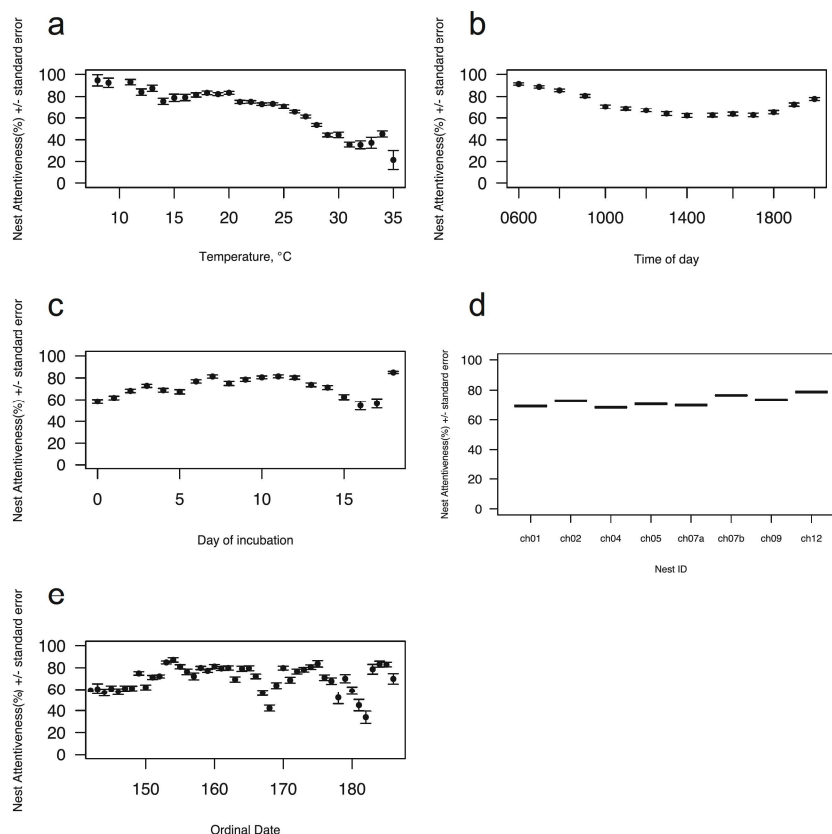 a
Nest Attentiveness(%) +/- standard error
100
80
60
40
20
0
10 15 20 25 30 35
Temperature, °C
b
Nest Attentiveness(%) +/- standard error
100
80
60
40
20
0
0600 1000 1400 1800
Time of day
c
Nest Attentiveness(%) +/- standard error
100
80
60
40
20
0
0 5 10 15
Day of incubation
d
Nest Attentiveness(%) +/- standard error
100
80
60
40
20
0
ch01 ch02 ch04 ch05 ch07a ch07b ch09 ch12
Nest ID
e
Nest Attentiveness(%) +/- standard error
100
80
60
40
20
0
150 160 170 180
Ordinal Date